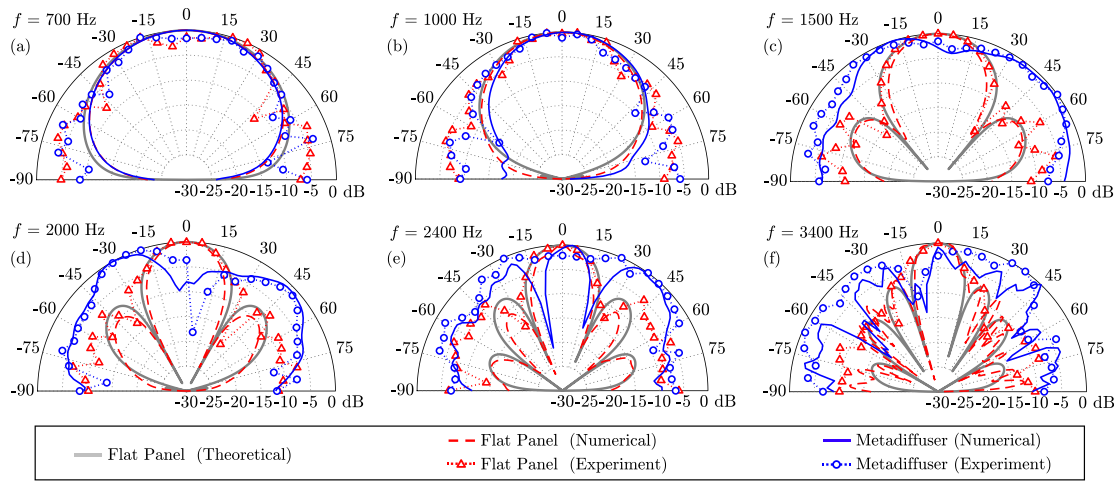 f = 700 Hz
(a)
-90 -75 -60 -45 -30 -15 0 15 30 45 60 75
-30 -25 -20 -15 -10 -5 0 dB
f = 1000 Hz
(b)
-90 -75 -60 -45 -30 -15 0 15 30 45 60 75
-30 -25 -20 -15 -10 -5 0 dB
f = 1500 Hz
(c)
-90 -75 -60 -45 -30 -15 0 15 30 45 60 75
-30 -25 -20 -15 -10 -5 0 dB
f = 2000 Hz
(d)
-90 -75 -60 -45 -30 -15 0 15 30 45 60 75
-30 -25 -20 -15 -10 -5 0 dB
f = 2400 Hz
(e)
-90 -75 -60 -45 -30 -15 0 15 30 45 60 75
-30 -25 -20 -15 -10 -5 0 dB
f = 3400 Hz
(f)
-90 -75 -60 -45 -30 -15 0 15 30 45 60 75
-30 -25 -20 -15 -10 -5 0 dB
Flat Panel (Theoretical)
Flat Panel (Numerical)
Flat Panel (Experiment)
Metadiffuser (Numerical)
Metadiffuser (Experiment)